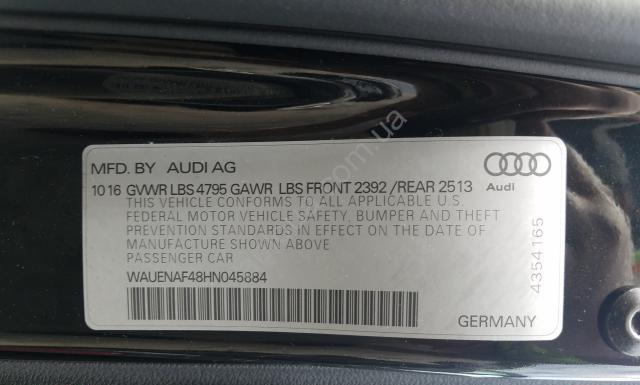 MFD. BY AUDI AG
10 16 GVWR LBS 4795 GAWR LBS FRONT 2392 /REAR 2513
THIS VEHICLE CONFORMS TO ALL APPLICABLE U.S.
FEDERAL MOTOR VEHICLE SAFETY, BUMPER AND THEFT
PREVENTION STANDARDS IN EFFECT ON THE DATE OF
MANUFACTURE SHOWN ABOVE
PASSENGER CAR
WAUENAF48HN045884
Audi
4354165
GERMANY